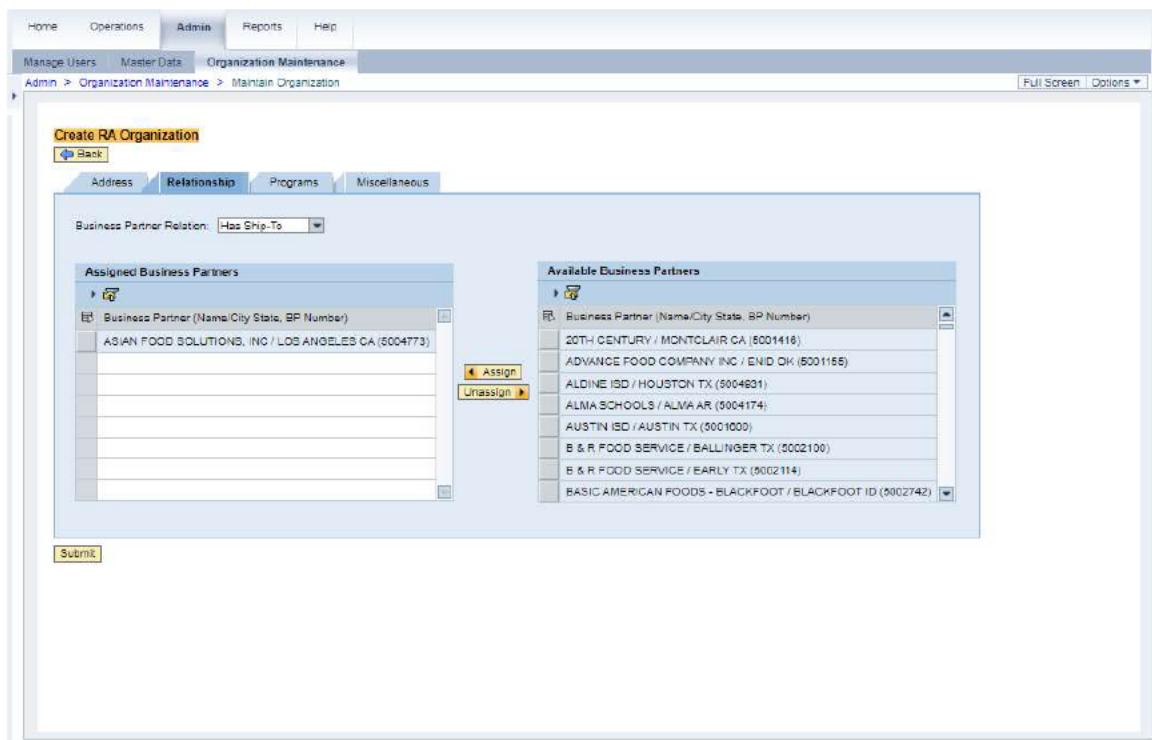 Home Operations Admin Reports Help
Manage Users Master Data Organization Maintenance
Admin > Organization Maintenance > Maintain Organization Full Screen Options
Create RA Organization
Back
Address Relationship Programs Miscellaneous
Business Partner Relation: Has Ship-To
Assigned Business Partners
Business Partner (Name/City State, BP Number)
ASIAN FOOD SOLUTIONS, INC / LOS ANGELES CA (5004773)
Assign
Unassign
Available Business Partners
Business Partner (Name/City State, BP Number)
20TH CENTURY / MONTCLAIR CA (5001416)
ADVANCE FOOD COMPANY INC / ENID OK (5001155)
ALDINE ISD / HOUSTON TX (5004931)
ALMA SCHOOLS / ALMA AR (5004174)
AUSTIN ISD / AUSTIN TX (5001600)
B & R FOOD SERVICE / BALLINGER TX (5002100)
B & R FOOD SERVICE / EARLY TX (5002114)
BASIC AMERICAN FOODS - BLACKFOOT / BLACKFOOT ID (5002742)
Submit